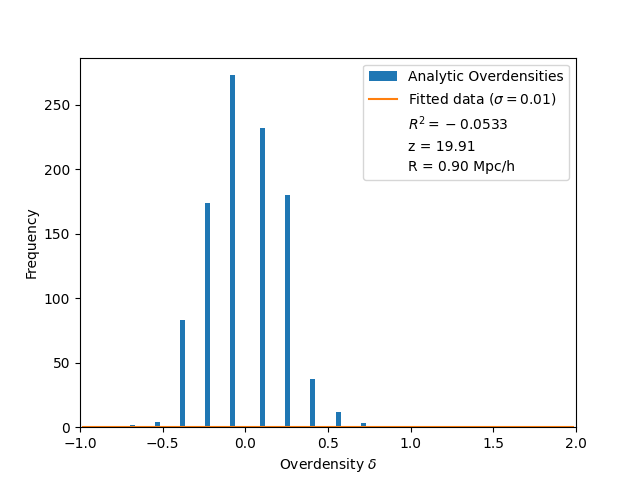 Analytic Overdensities
Fitted data (σ = 0.01)
R² = −0.0533
z = 19.91
R = 0.90 Mpc/h
250
200
150
100
50
0
Frequency
−1.0 −0.5 0.0 0.5 1.0 1.5 2.0
Overdensity δ